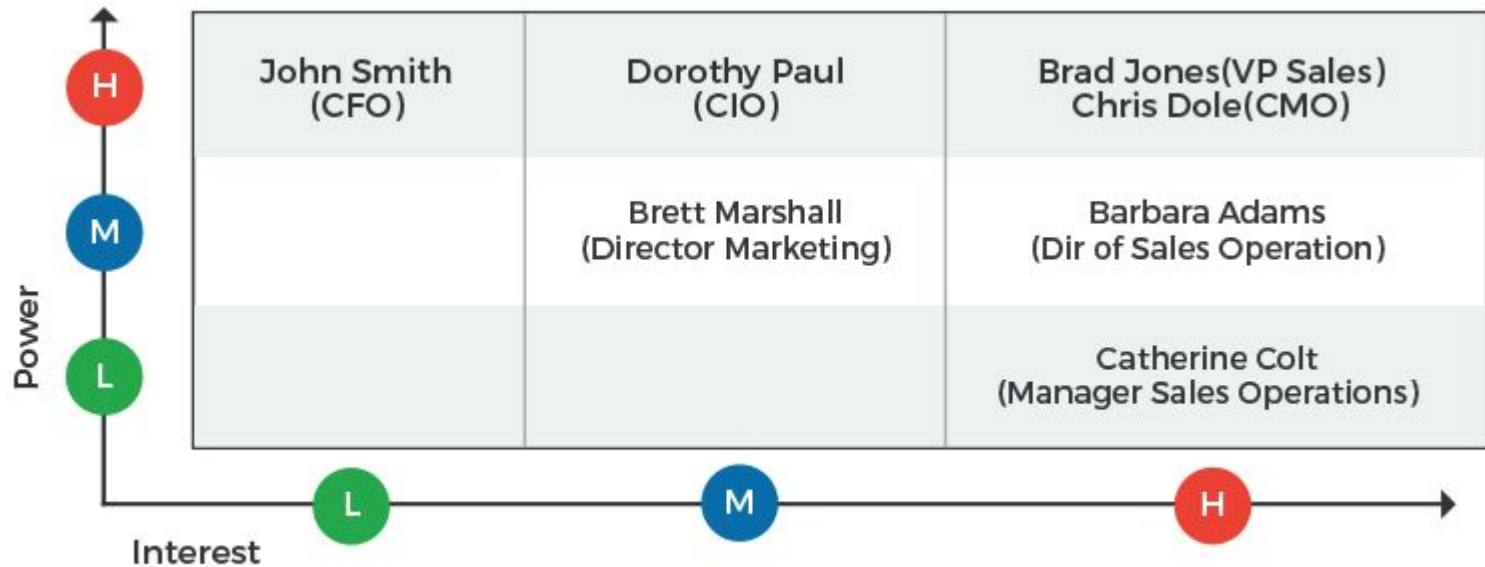 H
John Smith
(CFO)
Dorothy Paul
(CIO)
Brad Jones(VP Sales)
Chris Dole(CMO)
M
Brett Marshall
(Director Marketing)
Barbara Adams
(Dir of Sales Operation)
Power
L
Catherine Colt
(Manager Sales Operations)
L
M
H
Interest